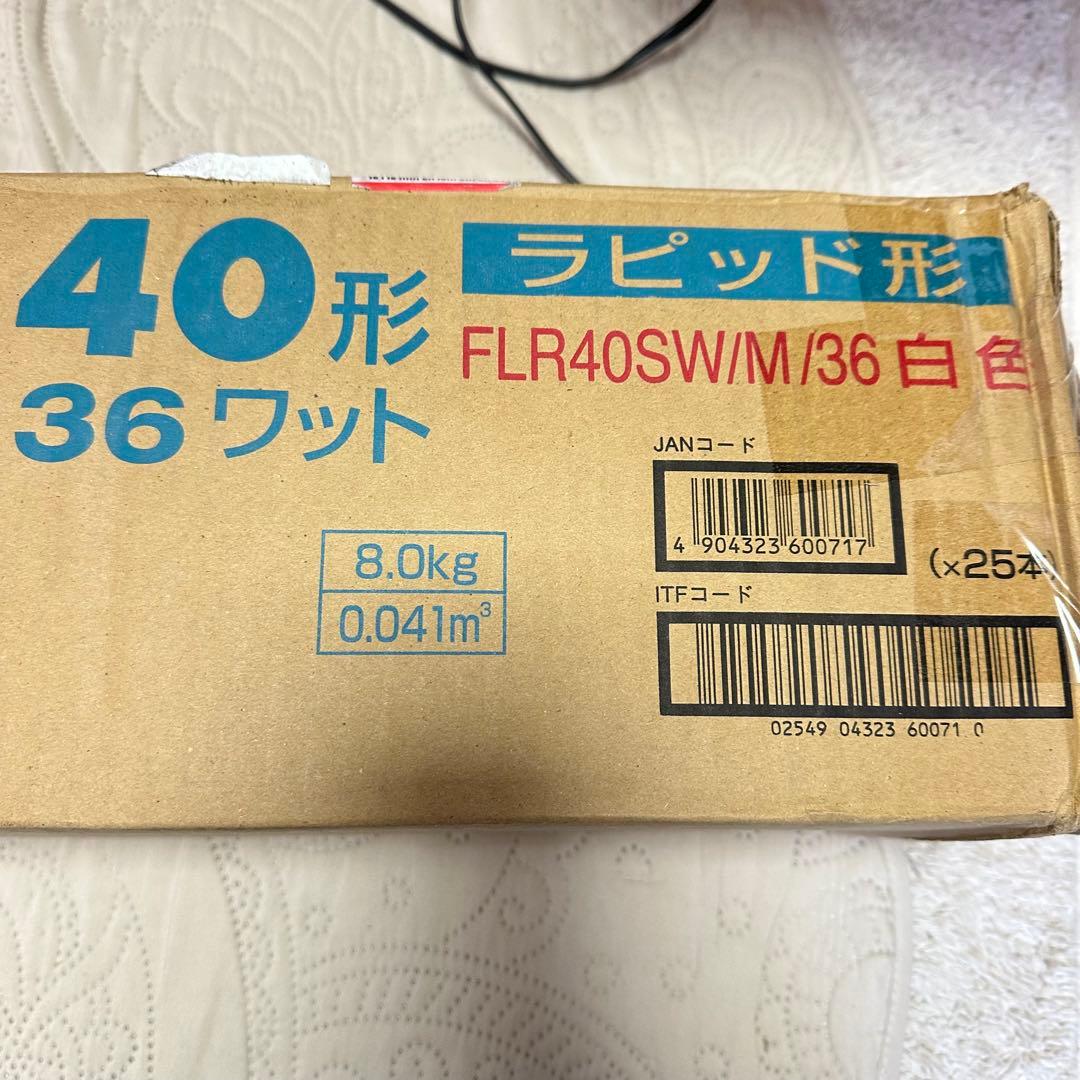 40形
36ワット
ラピッド形
FLR40SW/M/36 白色
JANコード
4 904323 600717
(×25本)
ITFコード
02549 04323 60071 0
8.0kg
0.041m³